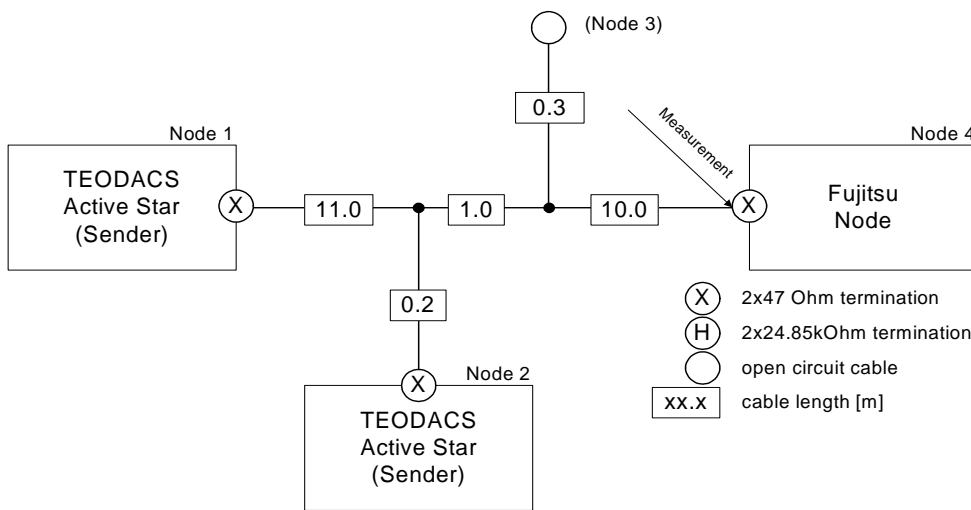 (Node 3)
0.3
Measurement
Node 1
TEODACS
Active Star
(Sender)
X
11.0
1.0
10.0
X
Node 4
Fujitsu
Node
0.2
X
Node 2
TEODACS
Active Star
(Sender)
X 2x47 Ohm termination
H 2x24.85kOhm termination
open circuit cable
xx.x cable length [m]